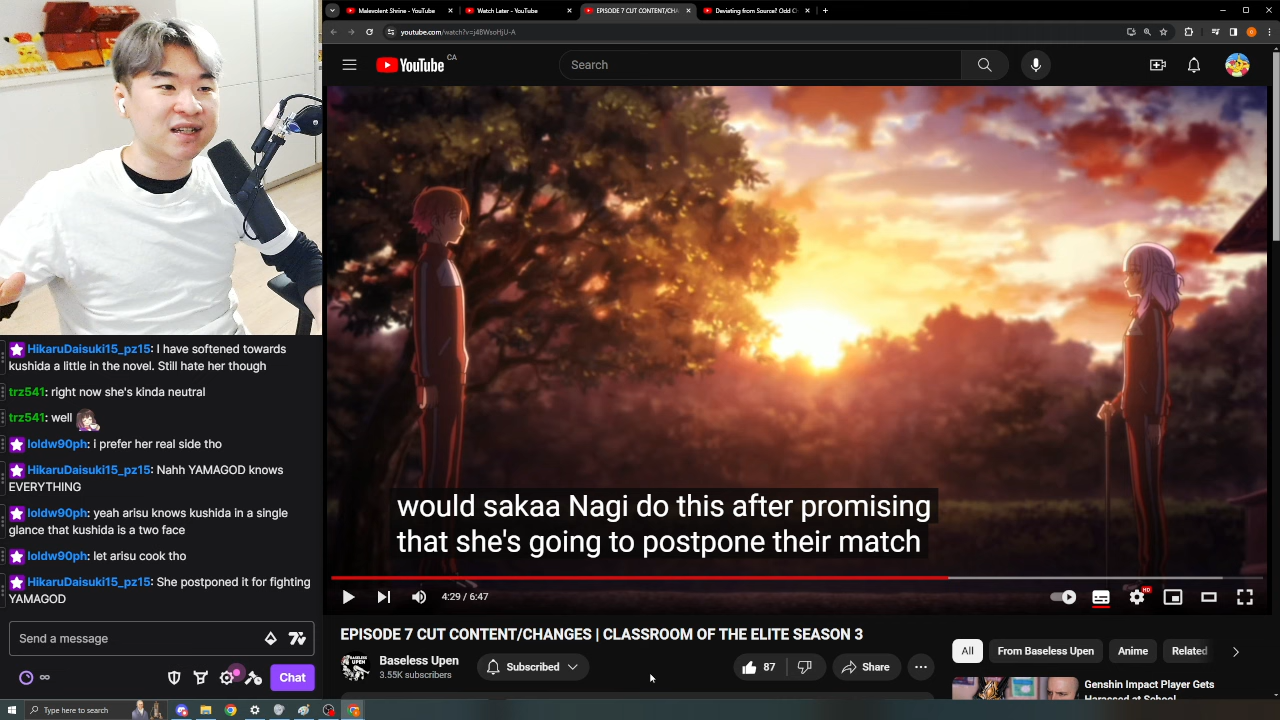 Malevolent Shrine - YouTube
Watch Later - YouTube
EPISODE 7 CUT CONTENT/CHA
Deviating from Source? Odd C
youtube.com/watch?v=j4BWsoHjU-A
YouTube CA
Search
would sakaa Nagi do this after promising
that she's going to postpone their match
4:29 / 6:47
HD
EPISODE 7 CUT CONTENT/CHANGES | CLASSROOM OF THE ELITE SEASON 3
Baseless Upen
3.55K subscribers
Subscribed
87
Share
All
From Baseless Upen
Anime
Related
Genshin Impact Player Gets
Harassed at School
HikaruDaisuki15_pz15: I have softened towards
kushida a little in the novel. Still hate her though
trz541: right now she's kinda neutral
trz541: well
loldw90ph: i prefer her real side tho
HikaruDaisuki15_pz15: Nahh YAMAGOD knows
EVERYTHING
loldw90ph: yeah arisu knows kushida in a single
glance that kushida is a two face
loldw90ph: let arisu cook tho
HikaruDaisuki15_pz15: She postponed it for fighting
YAMAGOD
Send a message
Chat
Type here to search